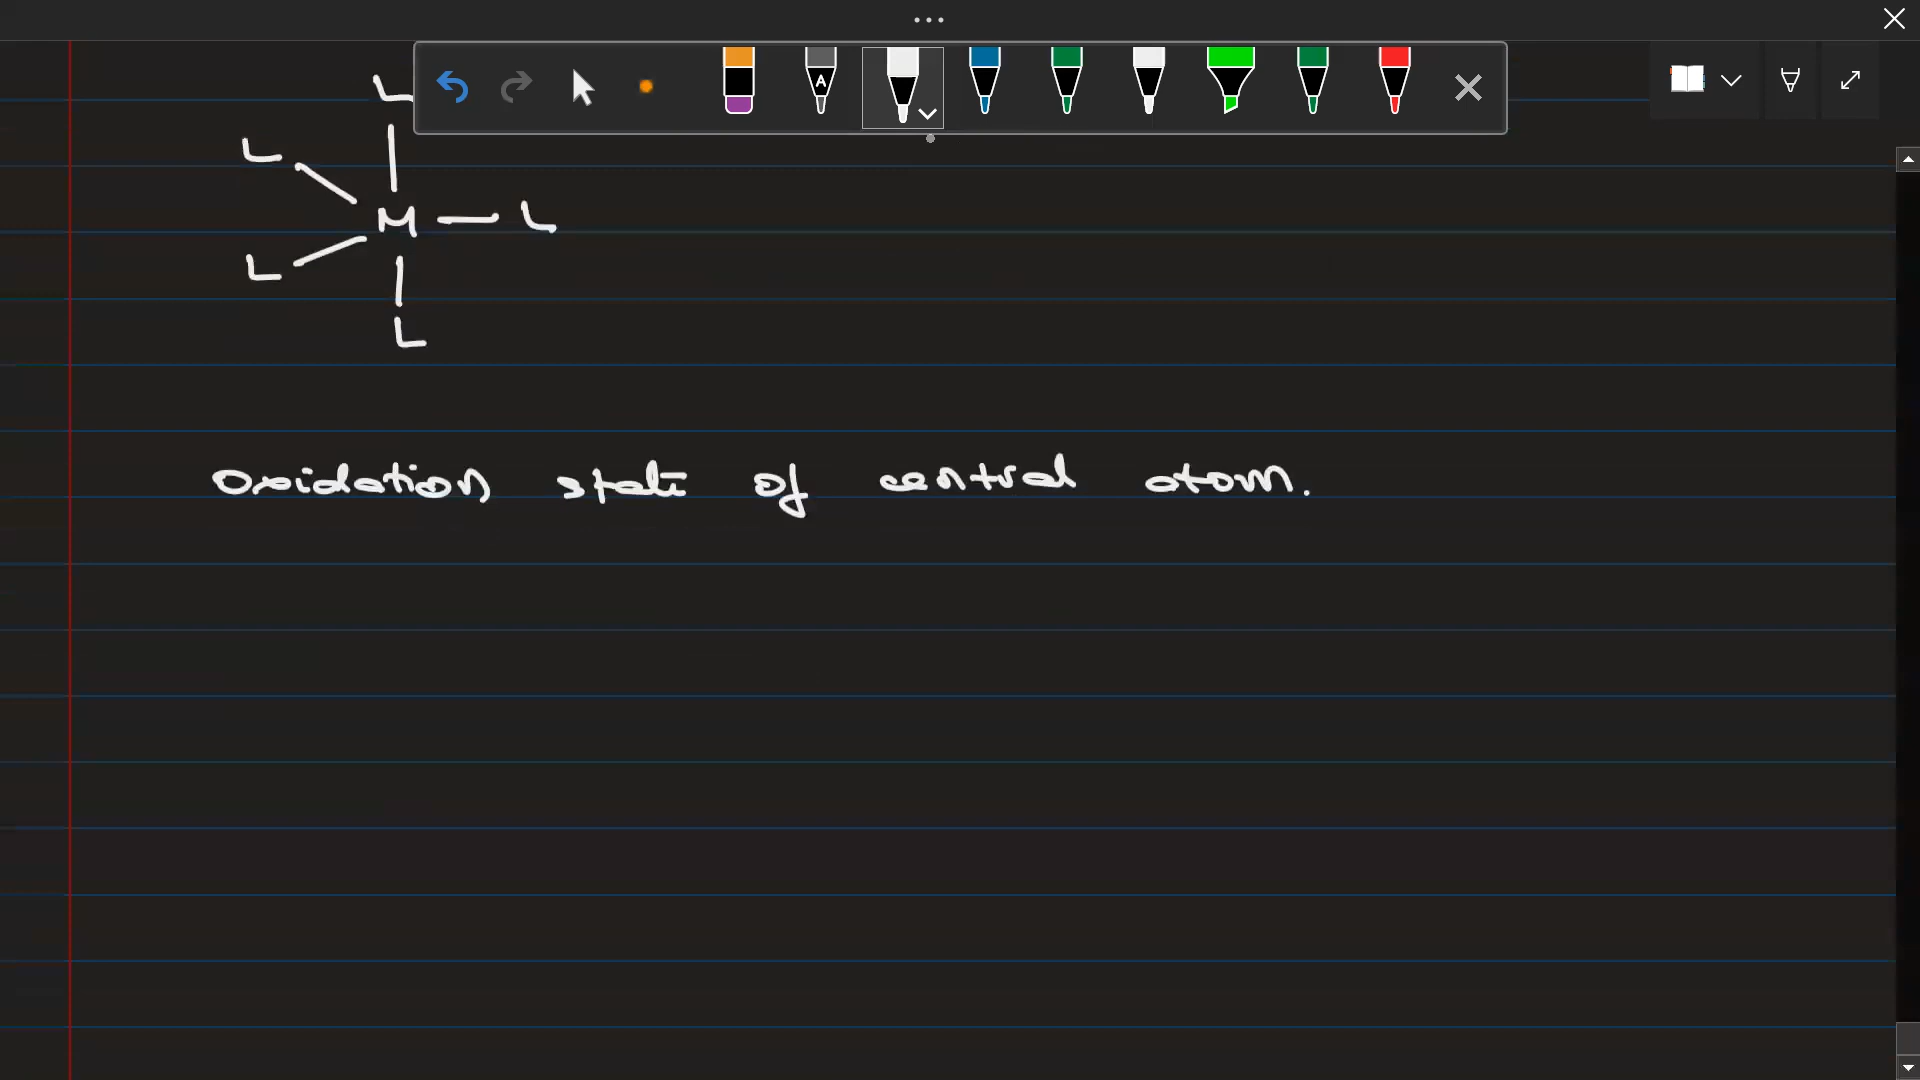 L
L
M — L
L
L
oxidation state of central atom.